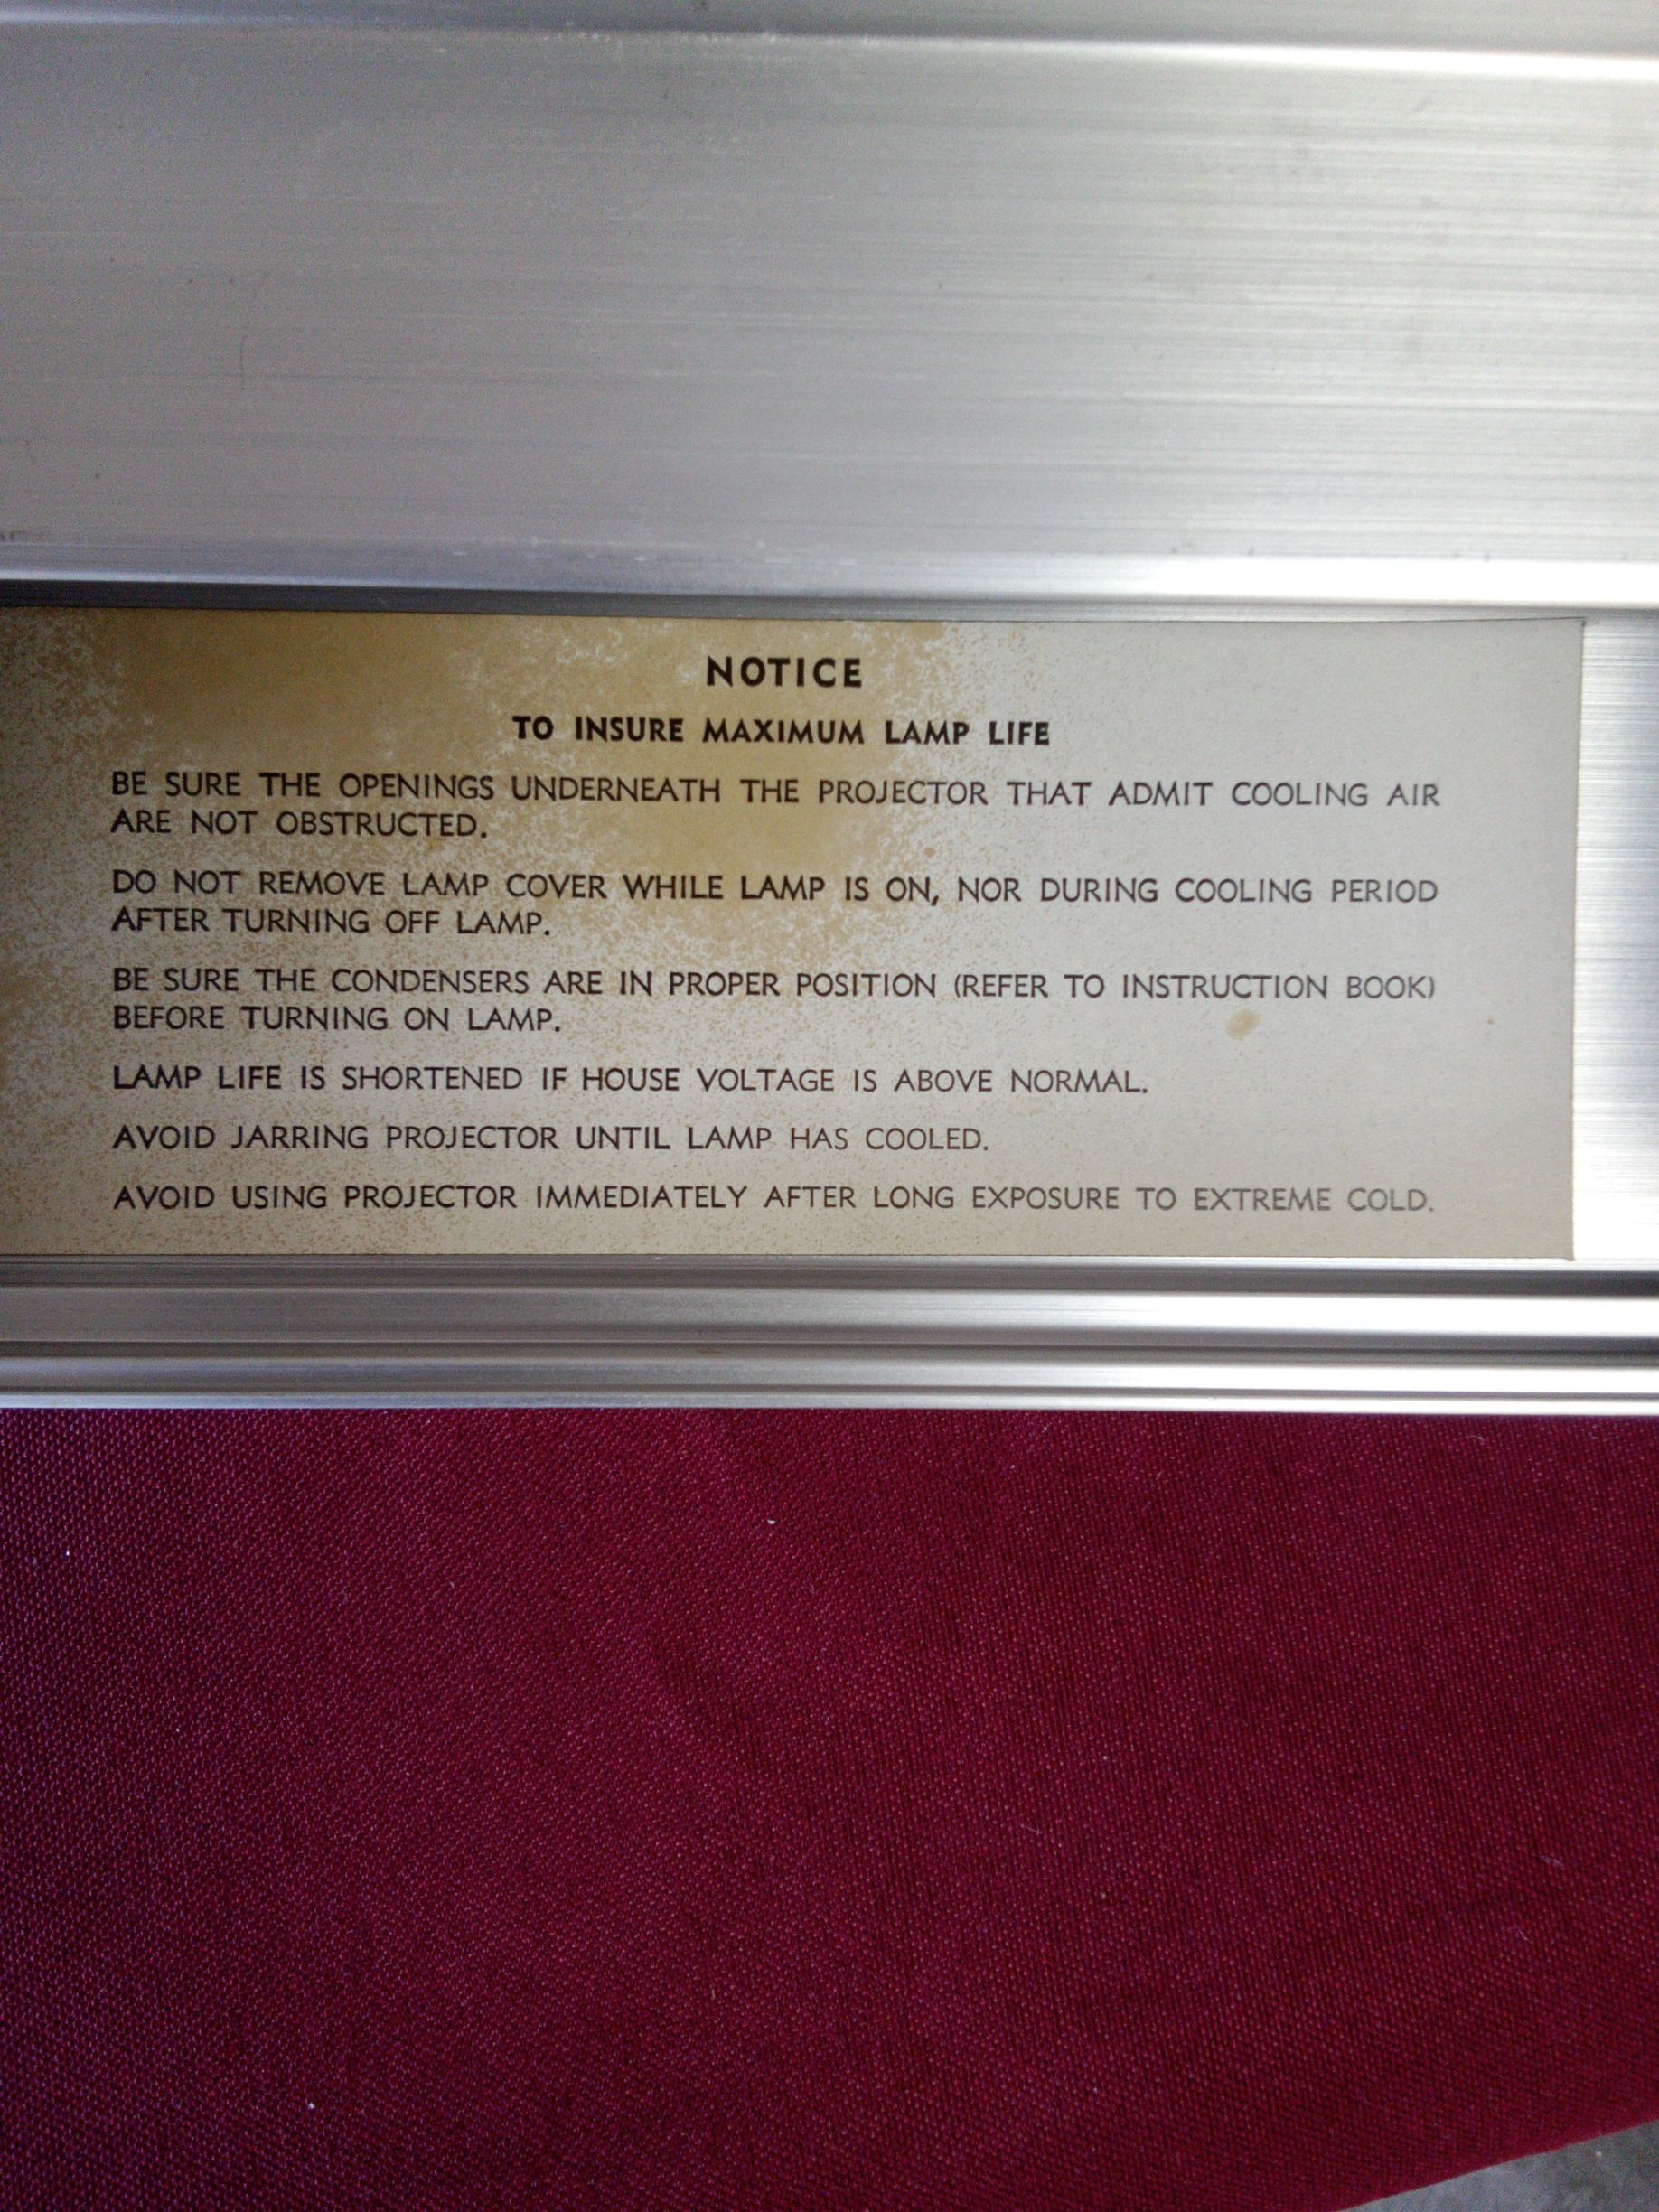 NOTICE
TO INSURE MAXIMUM LAMP LIFE
BE SURE THE OPENINGS UNDERNEATH THE PROJECTOR THAT ADMIT COOLING AIR
ARE NOT OBSTRUCTED.
DO NOT REMOVE LAMP COVER WHILE LAMP IS ON, NOR DURING COOLING PERIOD
AFTER TURNING OFF LAMP.
BE SURE THE CONDENSERS ARE IN PROPER POSITION (REFER TO INSTRUCTION BOOK)
BEFORE TURNING ON LAMP.
LAMP LIFE IS SHORTENED IF HOUSE VOLTAGE IS ABOVE NORMAL.
AVOID JARRING PROJECTOR UNTIL LAMP HAS COOLED.
AVOID USING PROJECTOR IMMEDIATELY AFTER LONG EXPOSURE TO EXTREME COLD.